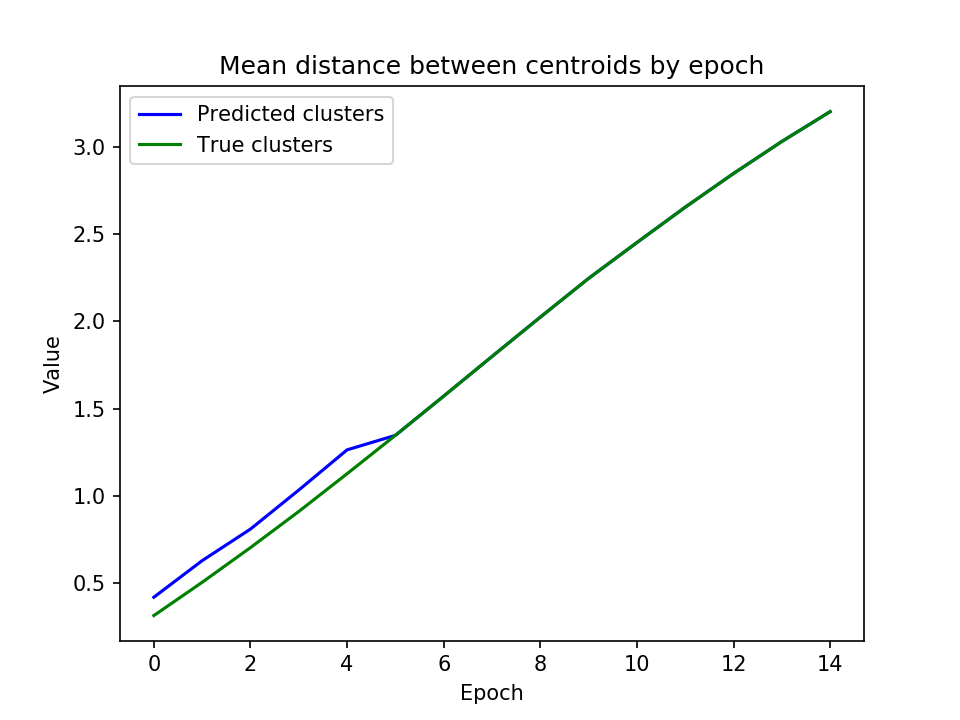 Mean distance between centroids by epoch
Predicted clusters
True clusters
3.0
2.5
2.0
1.5
1.0
0.5
Value
0 2 4 6 8 10 12 14
Epoch